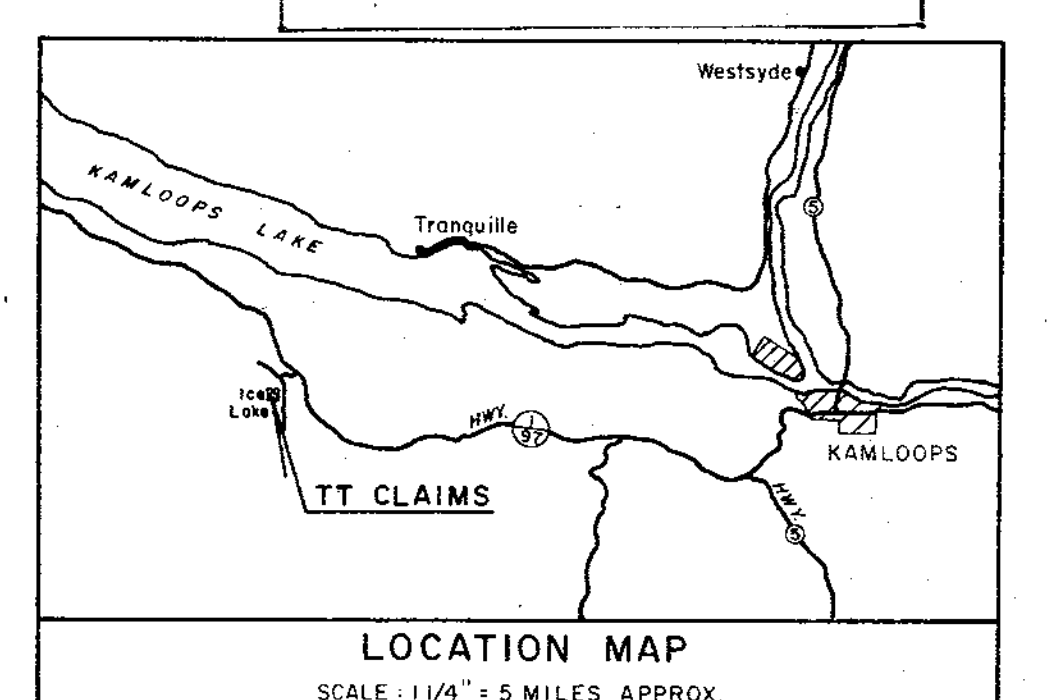 Westsyde
KAMLOOPS LAKE
5
Tranquille
Ice
Lake
HWY.
1
97
KAMLOOPS
TT CLAIMS
HWY.
5
LOCATION MAP
SCALE : 1 1/4" = 5 MILES APPROX.